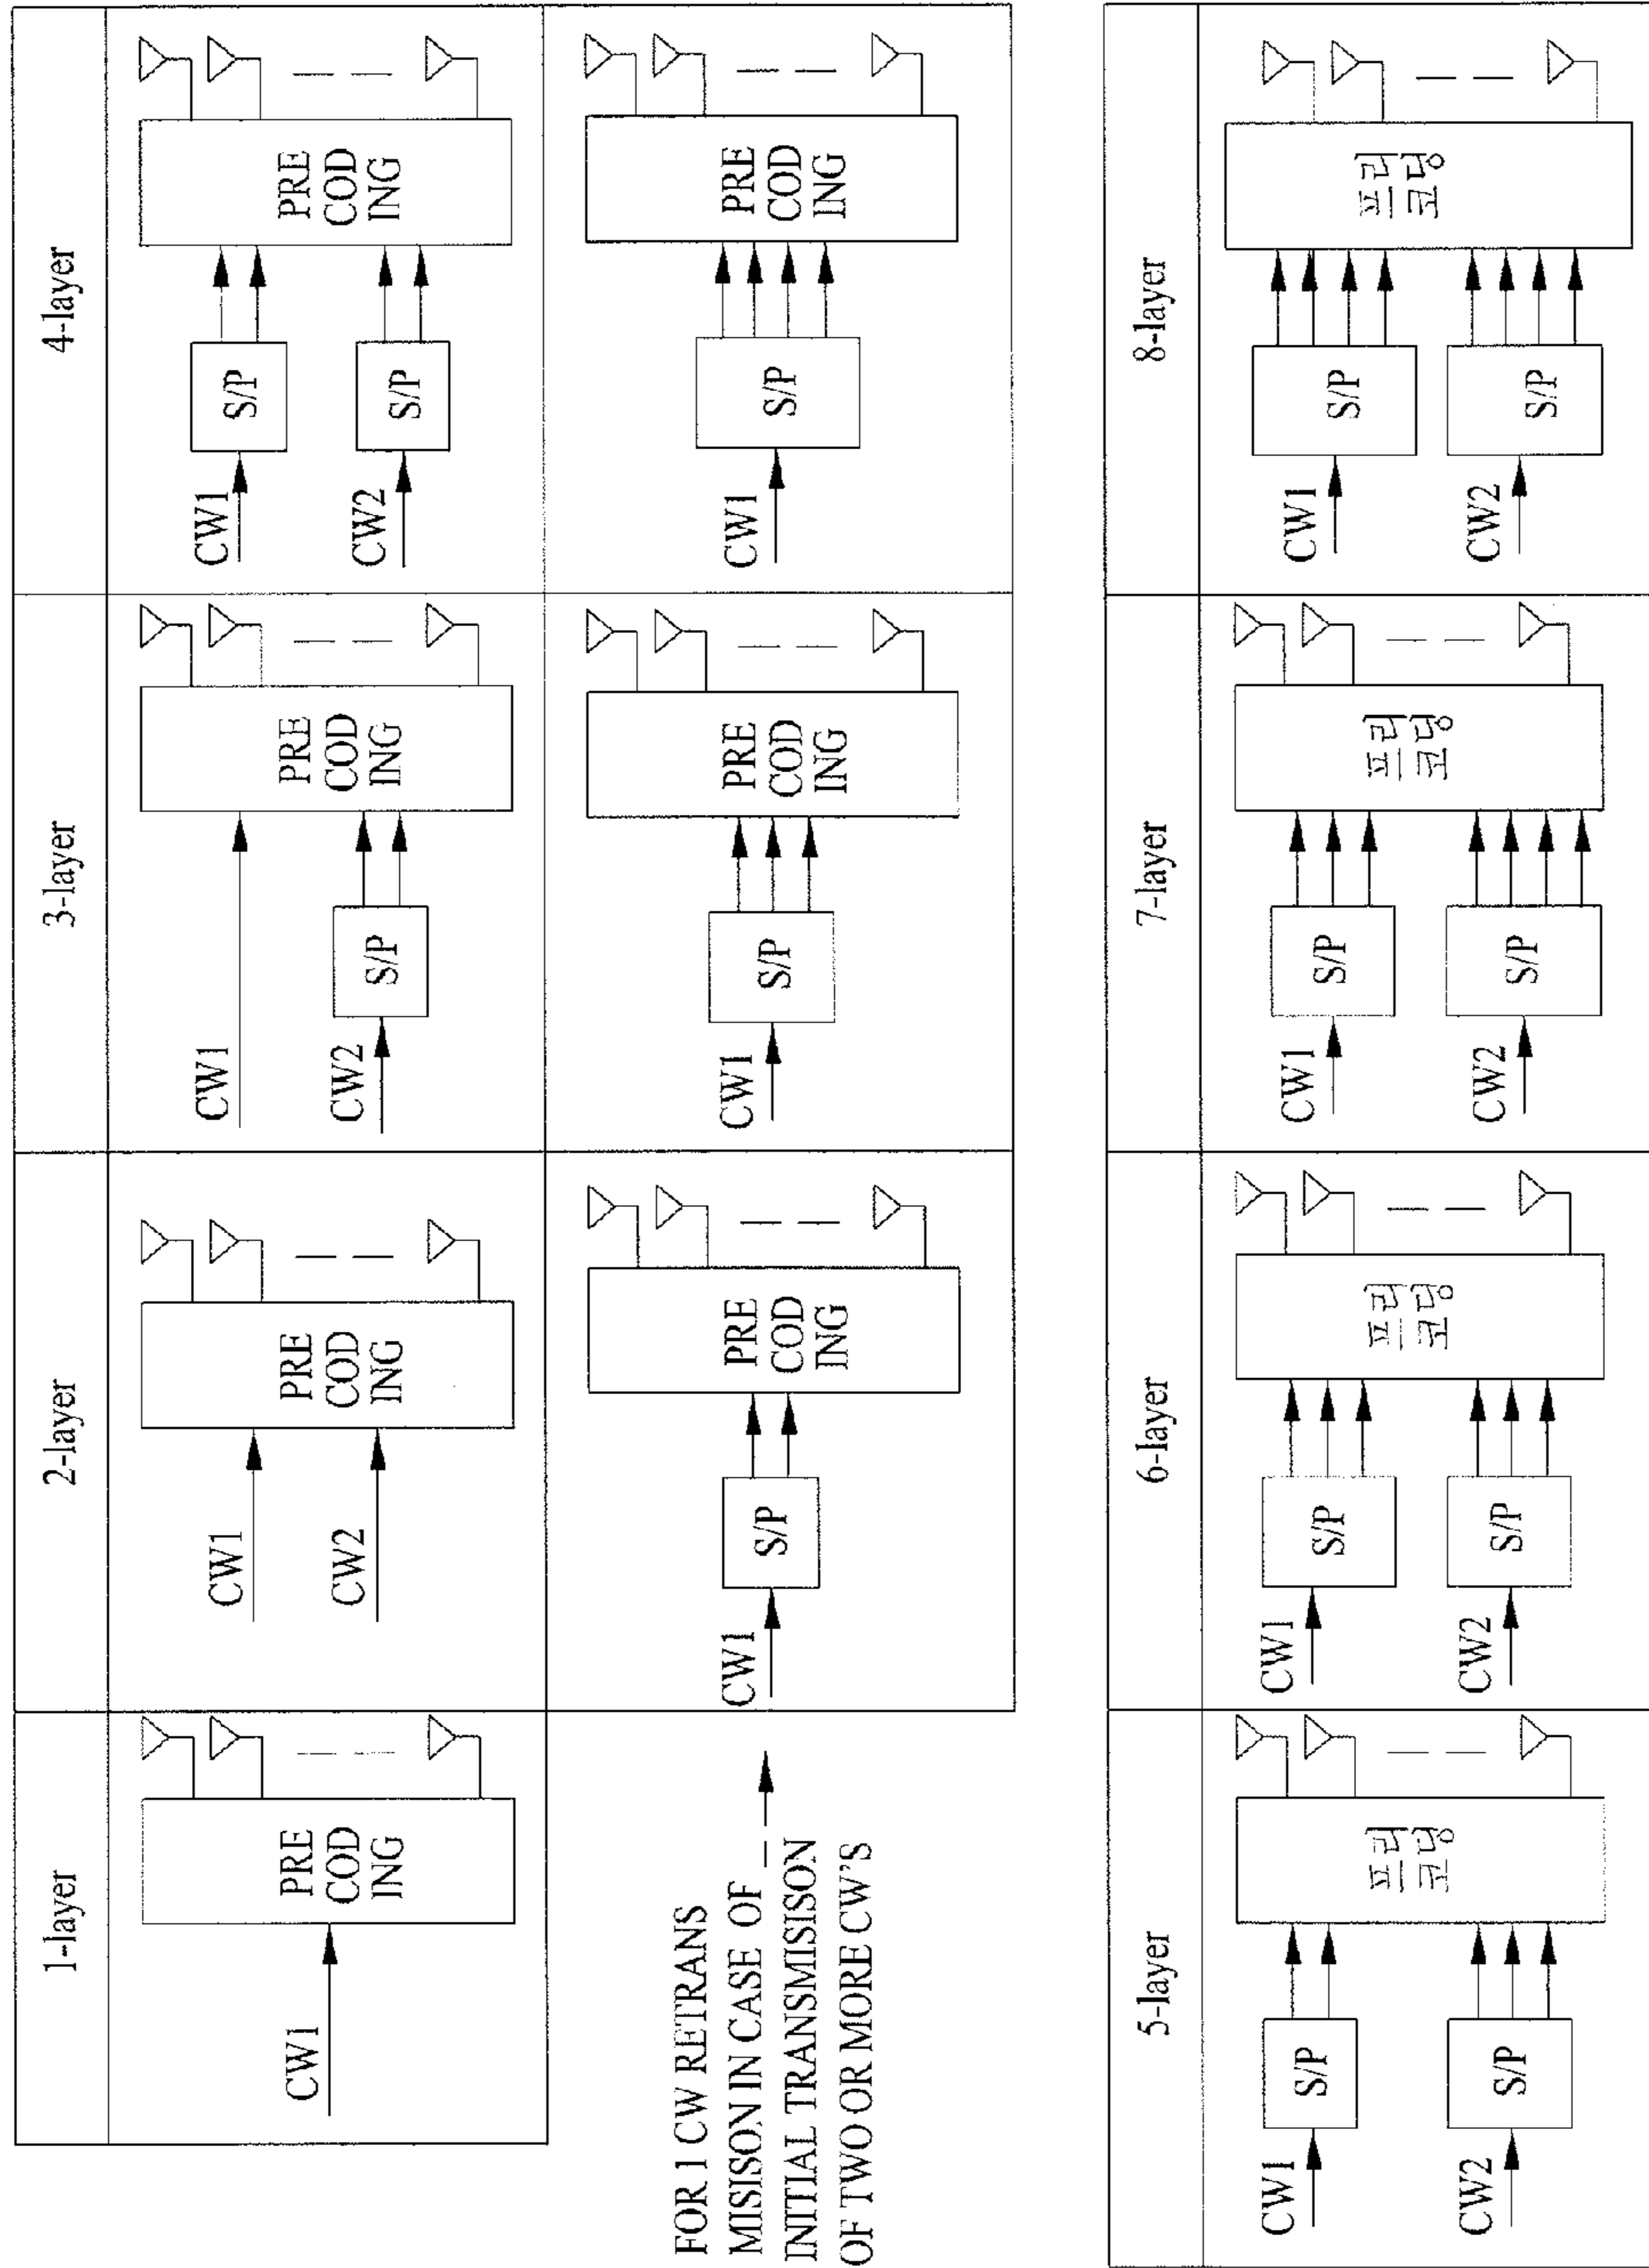 1-layer
2-layer
3-layer
4-layer
CW1
PRE
COD
ING
CW1
CW2
PRE
COD
ING
CW1
CW2
S/P
PRE
COD
ING
CW1
S/P
CW2
S/P
PRE
COD
ING
FOR 1 CW RETRANS
MISISON IN CASE OF
INITIAL TRANSMISISON
OF TWO OR MORE CW'S
CW1
S/P
PRE
COD
ING
CW1
S/P
PRE
COD
ING
CW1
S/P
PRE
COD
ING
5-layer
6-layer
7-layer
8-layer
CW1
S/P
CW2
S/P
프리
코딩
CW1
S/P
CW2
S/P
프리
코딩
CW1
S/P
CW2
S/P
프리
코딩
CW1
S/P
CW2
S/P
프리
코딩